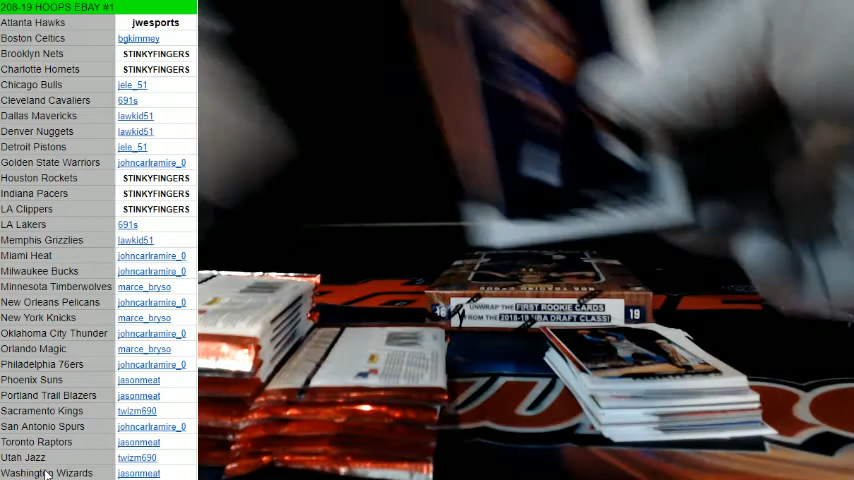 208-19 HOOPS EBAY #1
Atlanta Hawks jwesports
Boston Celtics bgkimmey
Brooklyn Nets STINKYFINGERS
Charlotte Hornets STINKYFINGERS
Chicago Bulls jele_51
Cleveland Cavaliers 691s
Dallas Mavericks lawkid51
Denver Nuggets lawkid51
Detroit Pistons jele_51
Golden State Warriors johncarlramire_0
Houston Rockets STINKYFINGERS
Indiana Pacers STINKYFINGERS
LA Clippers STINKYFINGERS
LA Lakers 691s
Memphis Grizzlies lawkid51
Miami Heat johncarlramire_0
Milwaukee Bucks johncarlramire_0
Minnesota Timberwolves marce_bryso
New Orleans Pelicans johncarlramire_0
New York Knicks marce_bryso
Oklahoma City Thunder johncarlramire_0
Orlando Magic marce_bryso
Philadelphia 76ers johncarlramire_0
Phoenix Suns jasonmeat
Portland Trail Blazers jasonmeat
Sacramento Kings twizm690
San Antonio Spurs johncarlramire_0
Toronto Raptors jasonmeat
Utah Jazz twizm690
Washington Wizards jasonmeat
UNWRAP THE FIRST ROOKIE CARDS
FROM THE 2018-19 NBA DRAFT CLASS!
18
19